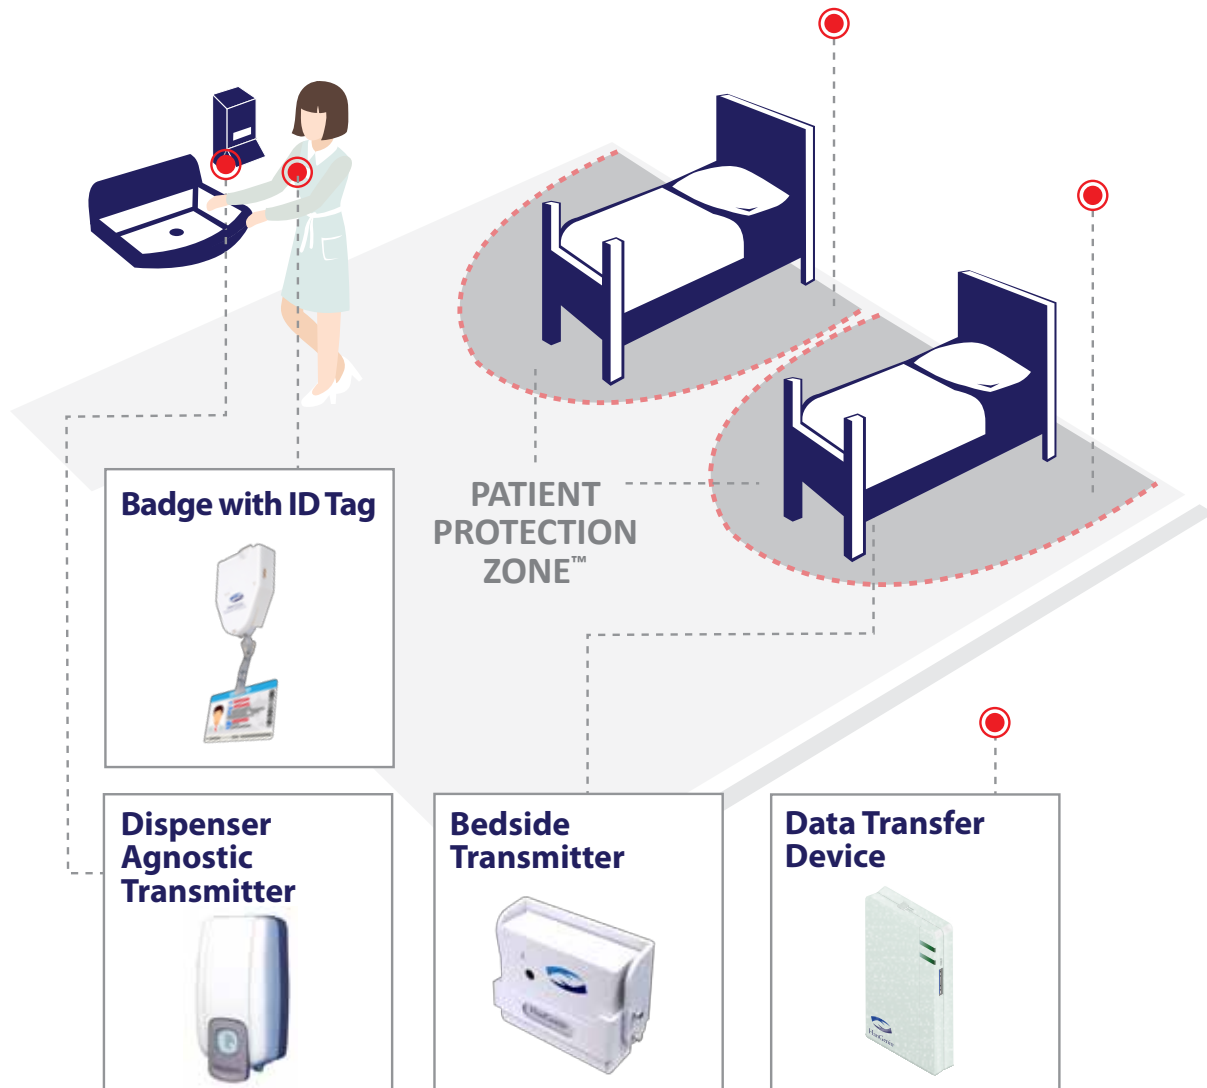 Badge with ID Tag
PATIENT
PROTECTION
ZONE™
Dispenser
Agnostic
Transmitter
Bedside
Transmitter
Data Transfer
Device